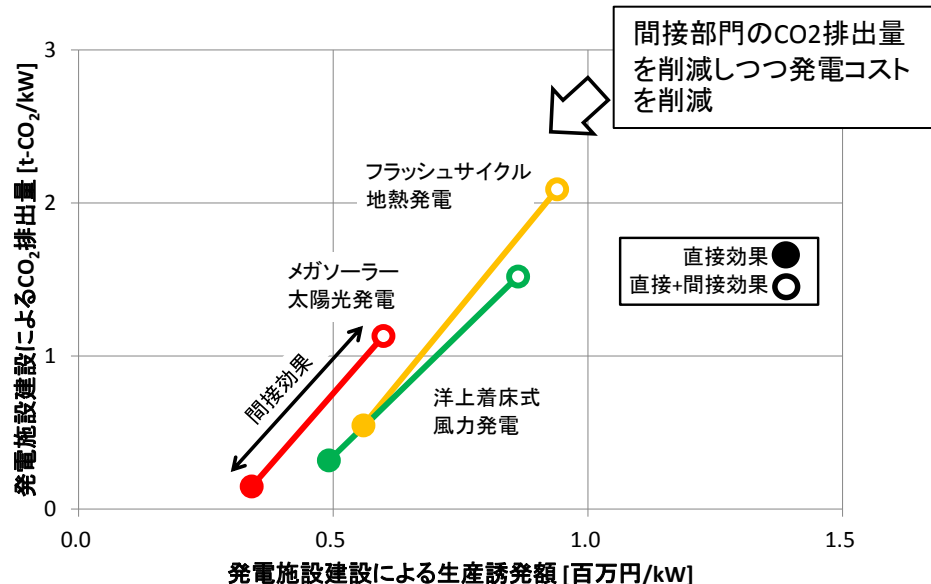 間接部門のCO2排出量
を削減しつつ発電コスト
を削減
発電施設建設によるCO₂排出量 [t-CO₂/kW]
3
2
1
0
フラッシュサイクル
地熱発電
メガソーラー
太陽光発電
間接効果
洋上着床式
風力発電
直接効果
直接+間接効果
0.0
0.5
1.0
1.5
発電施設建設による生産誘発額 [百万円/kW]